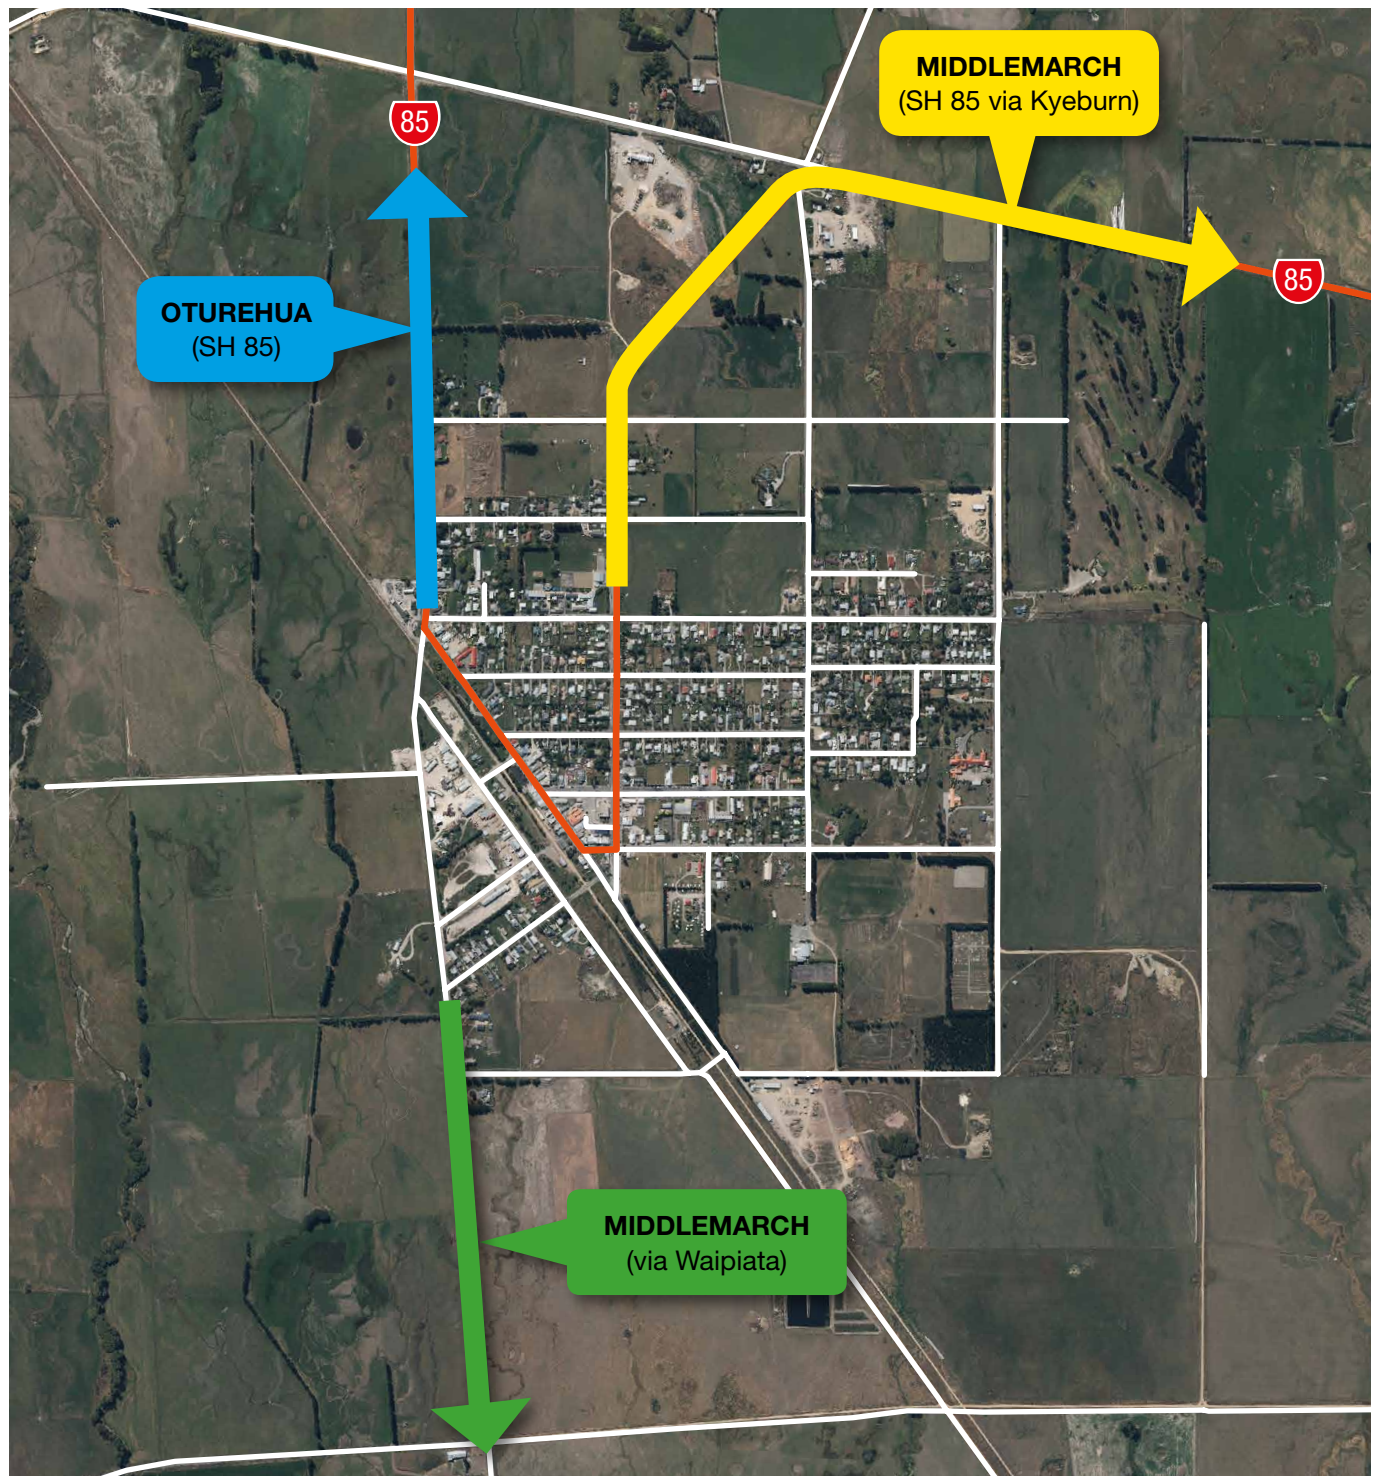 MIDDLEMARCH
(SH 85 via Kyeburn)
85
85
OTUREHUA
(SH 85)
MIDDLEMARCH
(via Waipiata)